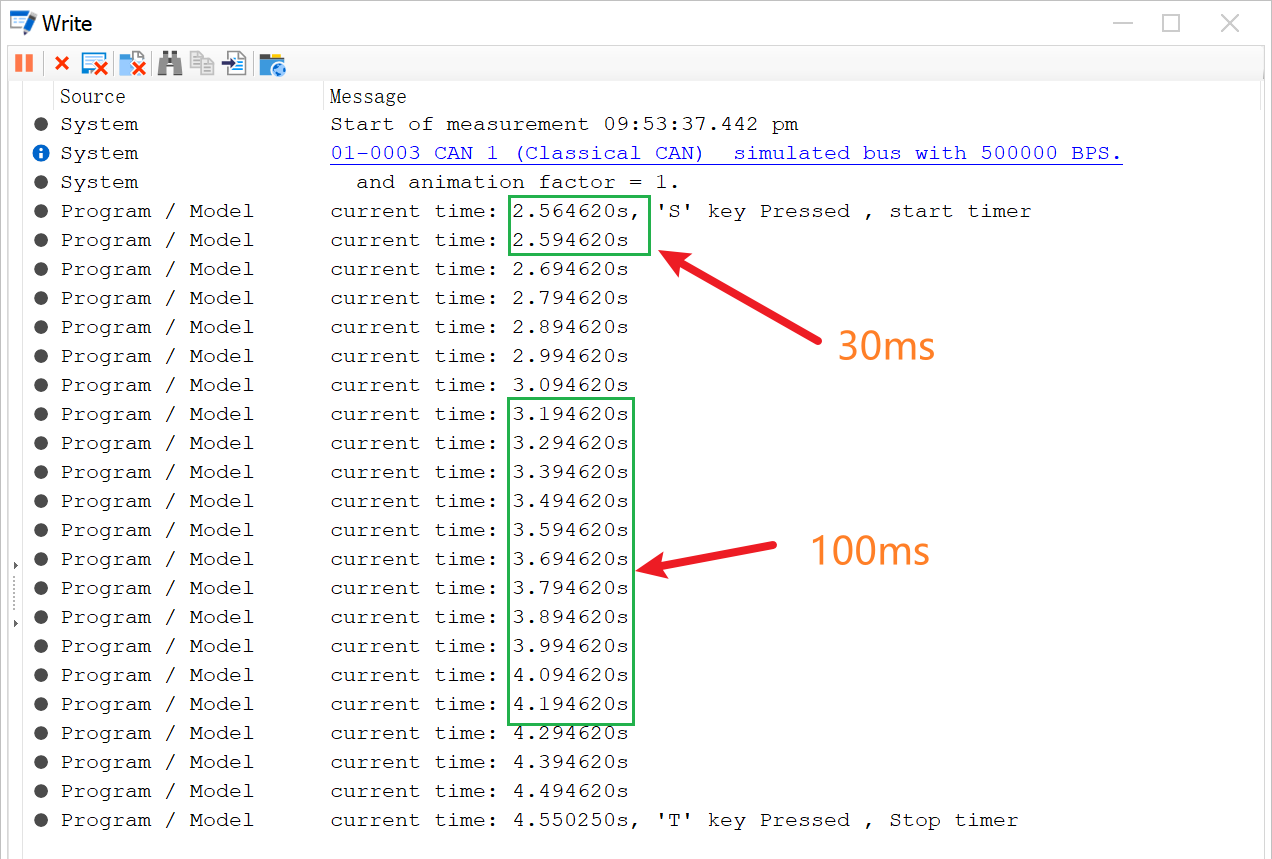 Write
Source Message
System Start of measurement 09:53:37.442 pm
System 01-0003 CAN 1 (Classical CAN) simulated bus with 500000 BPS.
System and animation factor = 1.
Program / Model current time: 2.564620s, 'S' key Pressed , start timer
Program / Model current time: 2.594620s
Program / Model current time: 2.694620s
Program / Model current time: 2.794620s
Program / Model current time: 2.894620s
30ms
Program / Model current time: 2.994620s
Program / Model current time: 3.094620s
Program / Model current time: 3.194620s
Program / Model current time: 3.294620s
Program / Model current time: 3.394620s
Program / Model current time: 3.494620s
Program / Model current time: 3.594620s
100ms
Program / Model current time: 3.694620s
Program / Model current time: 3.794620s
Program / Model current time: 3.894620s
Program / Model current time: 3.994620s
Program / Model current time: 4.094620s
Program / Model current time: 4.194620s
Program / Model current time: 4.294620s
Program / Model current time: 4.394620s
Program / Model current time: 4.494620s
Program / Model current time: 4.550250s, 'T' key Pressed , Stop timer